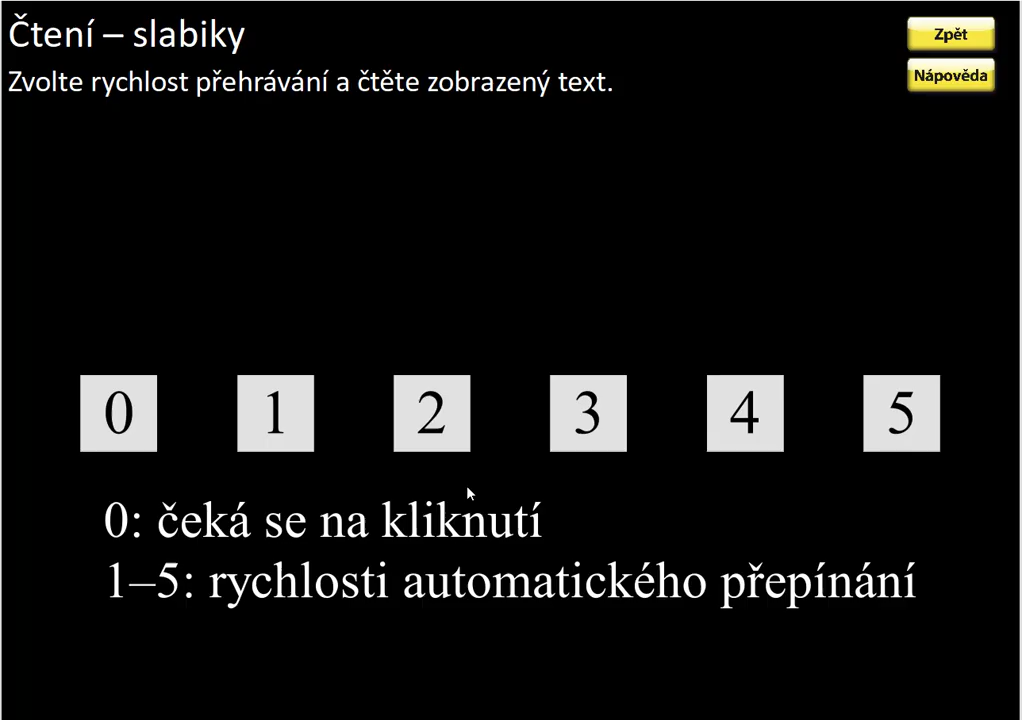 Čtení – slabiky
Zpět
Zvolte rychlost přehrávání a čtěte zobrazený text.
Nápověda
0 1 2 3 4 5
0: čeká se na kliknutí
1–5: rychlosti automatického přepínání